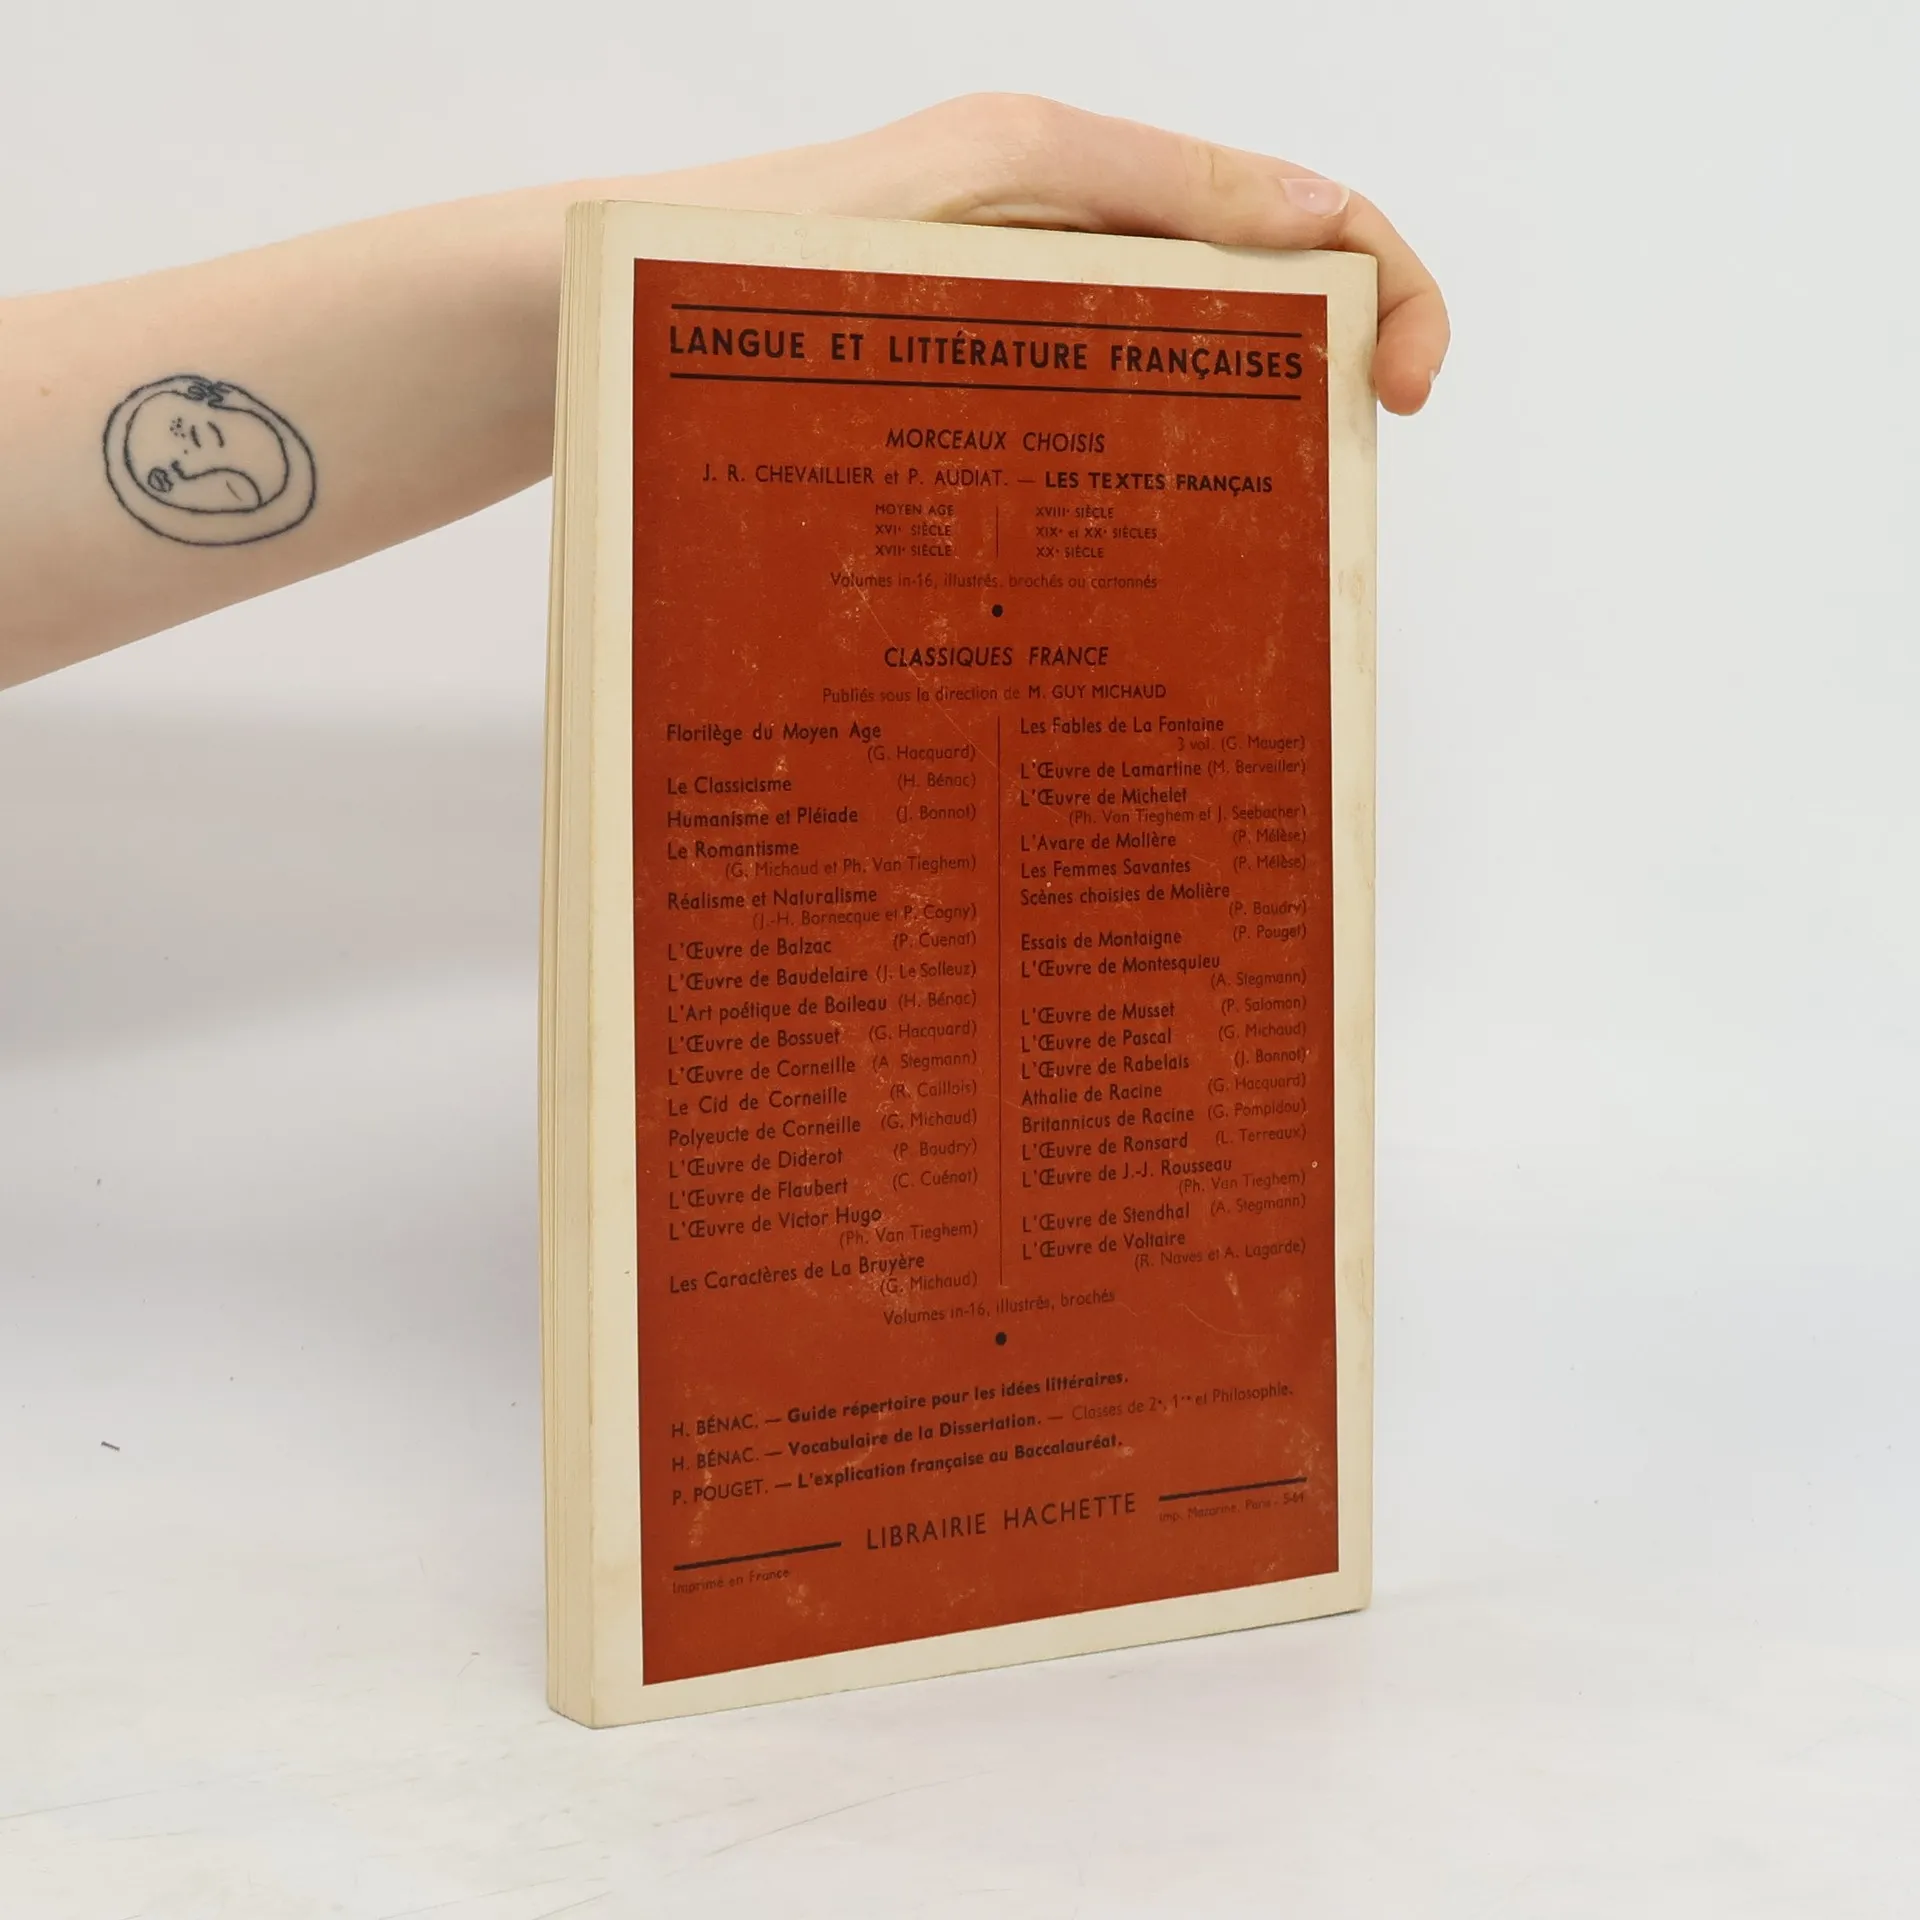 LANGUE ET LITTÉRATURE FRANÇAISES
MORCEAUX CHOISIS
J. R. CHEVAILLIER et P. AUDIAT. — LES TEXTES FRANÇAIS
MOYEN AGE
XVIe SIÈCLE
XVIIe SIÈCLE
XVIIIe SIÈCLE
XIXe et XXe SIÈCLES
XXe SIÈCLE
Volumes in-16, illustrés, brochés ou cartonnés
CLASSIQUES FRANCE
Publiés sous la direction de M. GUY MICHAUD
Florilège du Moyen Age
(G. Hacquard)
Le Classicisme (H. Bénac)
Humanisme et Pléiade (J. Bonnot)
Le Romantisme
(G. Michaud et Ph. Van Tieghem)
Réalisme et Naturalisme
(J.-H. Bornecque et P. Cogny)
L'Œuvre de Balzac (P. Cuenat)
L'Œuvre de Baudelaire (J. Le Solleuz)
L'Art poétique de Boileau (H. Bénac)
L'Œuvre de Bossuet (G. Hacquard)
L'Œuvre de Corneille (A. Stegmann)
Le Cid de Corneille (R. Caillois)
Polyeucte de Corneille (G. Michaud)
L'Œuvre de Diderot (P. Baudry)
L'Œuvre de Flaubert (C. Cuénot)
L'Œuvre de Victor Hugo
(Ph. Van Tieghem)
Les Caractères de La Bruyère
(G. Michaud)
Les Fables de La Fontaine
3 vol. (G. Mauger)
L'Œuvre de Lamartine (M. Berveiller)
L'Œuvre de Michelet
(Ph. Van Tieghem et J. Seebacher)
L'Avare de Molière (P. Mélèse)
Les Femmes Savantes (P. Mélèse)
Scènes choisies de Molière
(P. Baudry)
Essais de Montaigne (P. Pouget)
L'Œuvre de Montesquieu
(A. Stegmann)
L'Œuvre de Musset (P. Salomon)
L'Œuvre de Pascal (G. Michaud)
L'Œuvre de Rabelais (J. Bonnot)
Athalie de Racine (G. Hacquard)
Britannicus de Racine (G. Pompidou)
L'Œuvre de Ronsard (L. Terreaux)
L'Œuvre de J.-J. Rousseau
(Ph. Van Tieghem)
L'Œuvre de Stendhal (A. Stegmann)
L'Œuvre de Voltaire
(R. Naves et A. Lagarde)
Volumes in-16, illustrés, brochés
H. BÉNAC. — Guide répertoire pour les idées littéraires.
H. BÉNAC. — Vocabulaire de la Dissertation. — Classes de 2e, 1re et Philosophie.
P. POUGET. — L'explication française au Baccalauréat.
LIBRAIRIE HACHETTE
Imprimé en France
Imp. Mazarine, Paris - 5-64